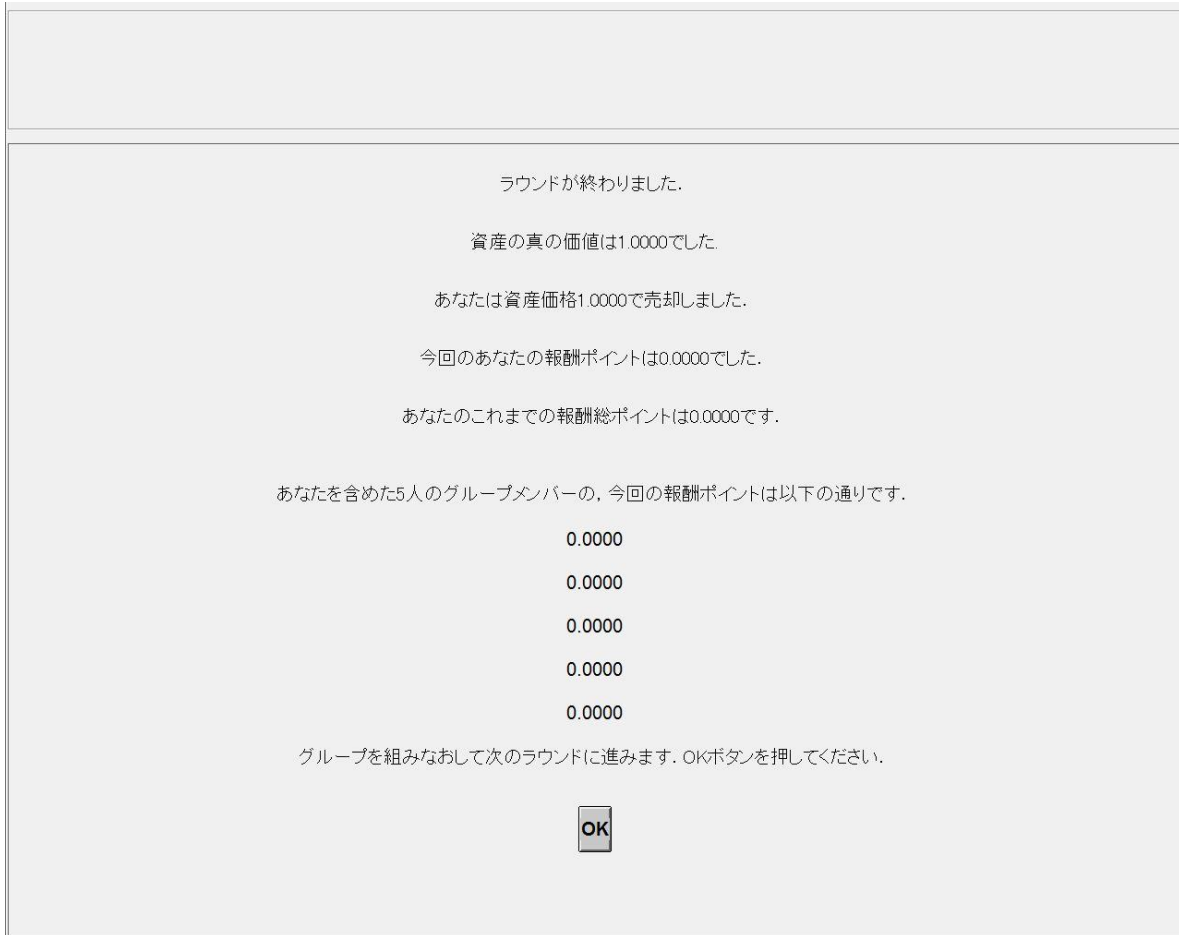 ラウンドが終わりました.
資産の真の価値は1.0000でした.
あなたは資産価格1.0000で売却しました.
今回のあなたの報酬ポイントは0.0000でした.
あなたのこれまでの報酬総ポイントは0.0000です.
あなたを含めた5人のグループメンバーの, 今回の報酬ポイントは以下の通りです.
0.0000
0.0000
0.0000
0.0000
0.0000
グループを組みなおして次のラウンドに進みます. OKボタンを押してください.
OK